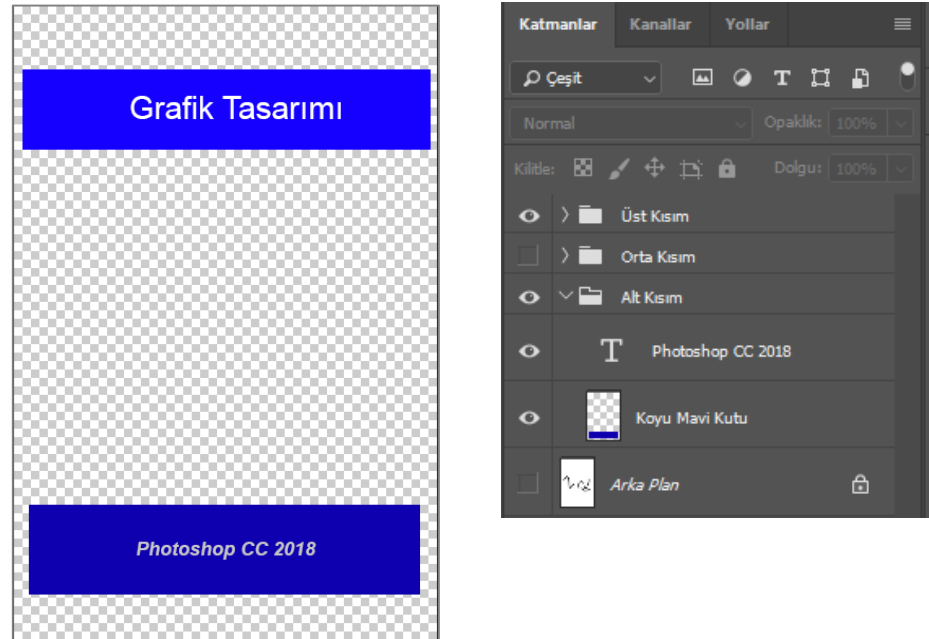 Grafik Tasarımı
Photoshop CC 2018
Katmanlar Kanallar Yollar
Çeşit
Normal Opaklık: 100%
Kilitle: Dolgu: 100%
Üst Kısım
Orta Kısım
Alt Kısım
Photoshop CC 2018
Koyu Mavi Kutu
Arka Plan